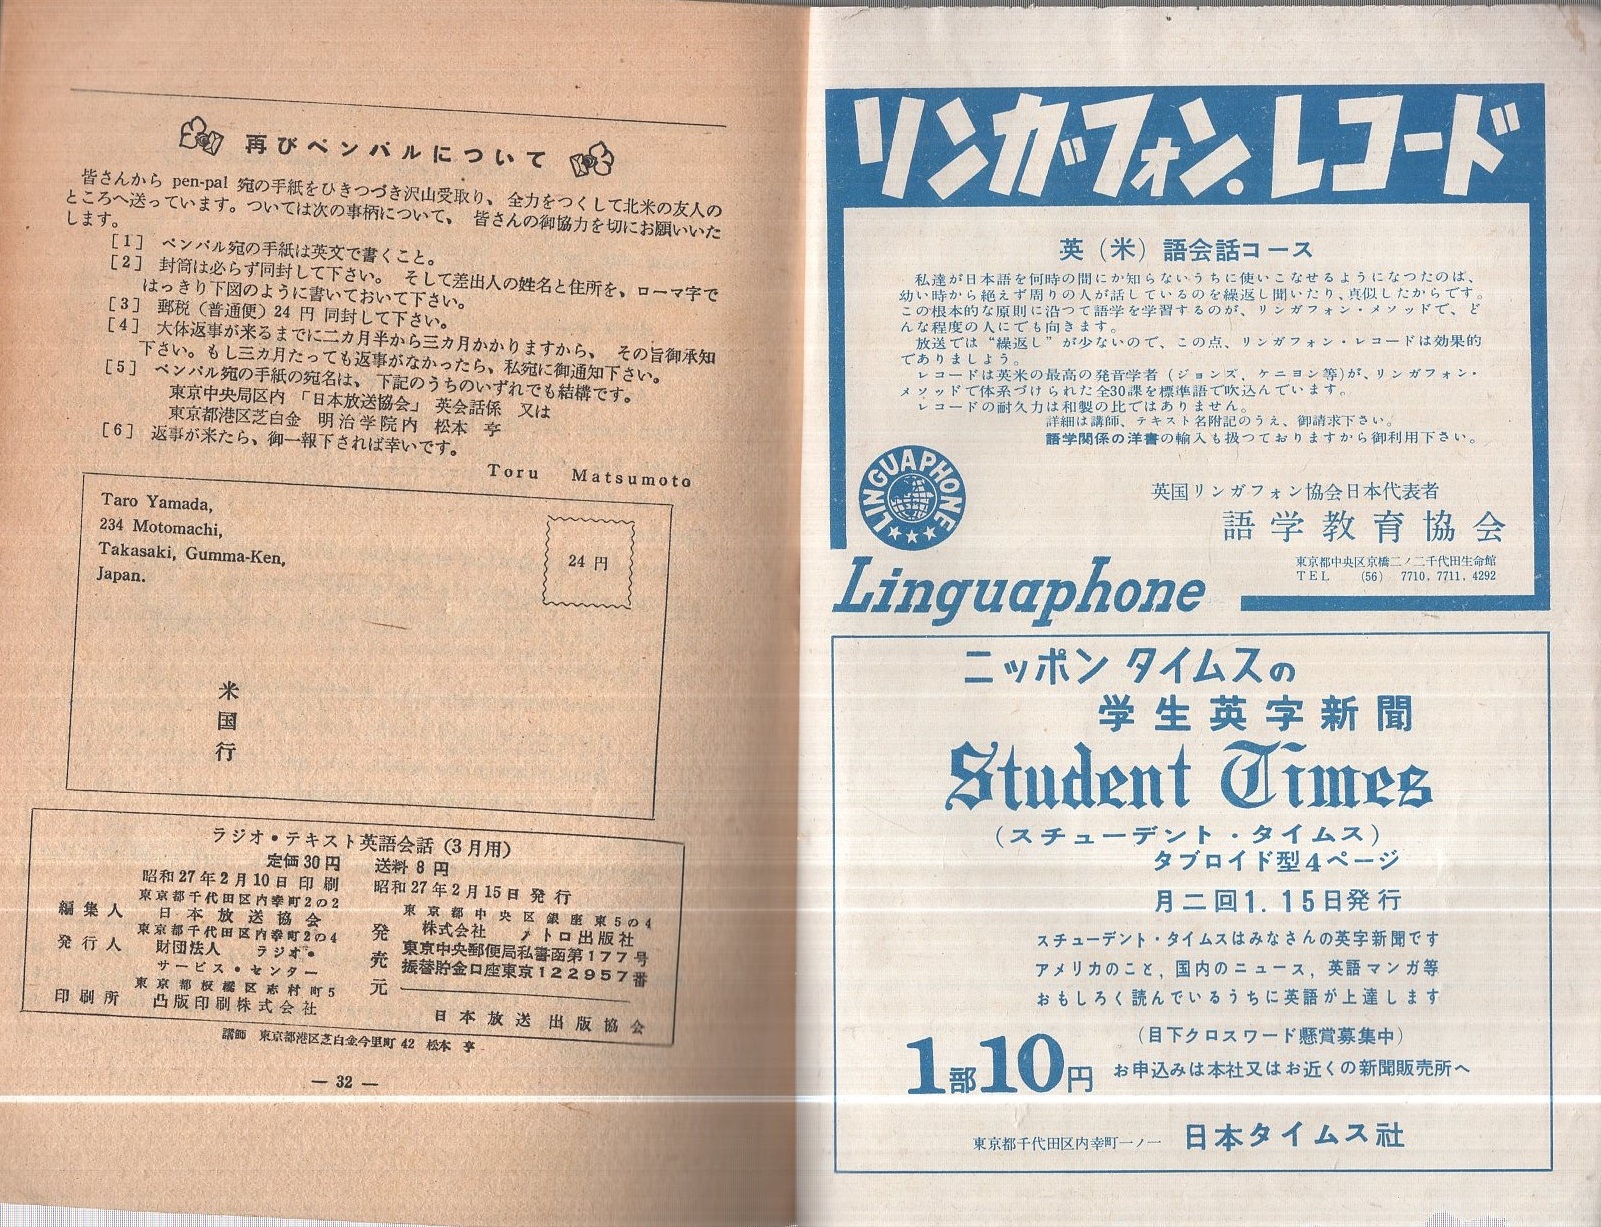 再びペンパルについて
皆さんから pen-pal 宛の手紙をひきつづき沢山受取り、全力をつくして北米の友人の
ところへ送っています。ついては次の事柄について、皆さんの御協力を切にお願いいた
します。
[1] ペンパル宛の手紙は英文で書くこと。
[2] 封筒は必らず同封して下さい。そして差出人の姓名と住所を、ローマ字で
はっきり下図のように書いておいて下さい。
[3] 郵税(普通便)24 円 同封して下さい。
[4] 大体返事が来るまでに二カ月半から三カ月かかりますから、その旨御承知
下さい。もし三カ月たっても返事がなかったら、私宛に御通知下さい。
[5] ペンパル宛の手紙の宛名は、下記のうちのいずれでも結構です。
東京中央局区内 「日本放送協会」 英会話係 又は
東京都港区芝白金 明治学院内 松本 亨
[6] 返事が来たら、御一報下されば幸いです。
Toru Matsumoto
Taro Yamada,
234 Motomachi,
Takasaki, Gumma-Ken,
Japan.
24 円
米国行
ラジオ・テキスト英語会話(3月用)
定価30円 送料8円
昭和27年2月10日印刷 昭和27年2月15日発行
編集人 東京都千代田区内幸町2の2
日本放送協会
発行人 東京都千代田区内幸町2の4
財団法人 ラジオ・
サービス・センター
印刷所 東京都板橋区志村町5
凸版印刷株式会社
発売元 東京都中央区銀座東5の4
株式会社 メトロ出版社
東京中央郵便局私書函第177号
振替貯金口座東京122957番
日本放送出版協会
講師 東京都港区芝白金今里町 42 松本 亨
— 32 —
リンガフォン.レコード
英(米)語会話コース
私達が日本語を何時の間にか知らないうちに使いこなせるようになつたのは、
幼い時から絶えず周りの人が話しているのを繰返し聞いたり、真似したからです。
この根本的な原則に沿つて語学を学習するのが、リンガフォン・メソッドで、ど
んな程度の人にでも向きます。
放送では“繰返し”が少ないので、この点、リンガフォン・レコードは効果的
でありましよう。
レコードは英米の最高の発音学者(ジョンズ、ケニヨン等)が、リンガフォン・
メソッドで体系づけられた全30課を標準語で吹込んでいます。
レコードの耐久力は和製の比ではありません。
詳細は講師、テキスト名附記のうえ、御請求下さい。
語学関係の洋書の輸入も扱つておりますから御利用下さい。
LINGUAPHONE
英国リンガフォン協会日本代表者
語学教育協会
東京都中央区京橋二ノ二千代田生命館
TEL (56) 7710, 7711, 4292
Linguaphone
ニッポン タイムスの
学生英字新聞
Student Times
(スチューデント・タイムス)
タブロイド型4ページ
月二回1.15日発行
スチューデント・タイムスはみなさんの英字新聞です
アメリカのこと，国内のニュース，英語マンガ等
おもしろく読んでいるうちに英語が上達します
(目下クロスワード懸賞募集中)
1部10円 お申込みは本社又はお近くの新聞販売所へ
東京都千代田区内幸町一ノ一 日本タイムス社